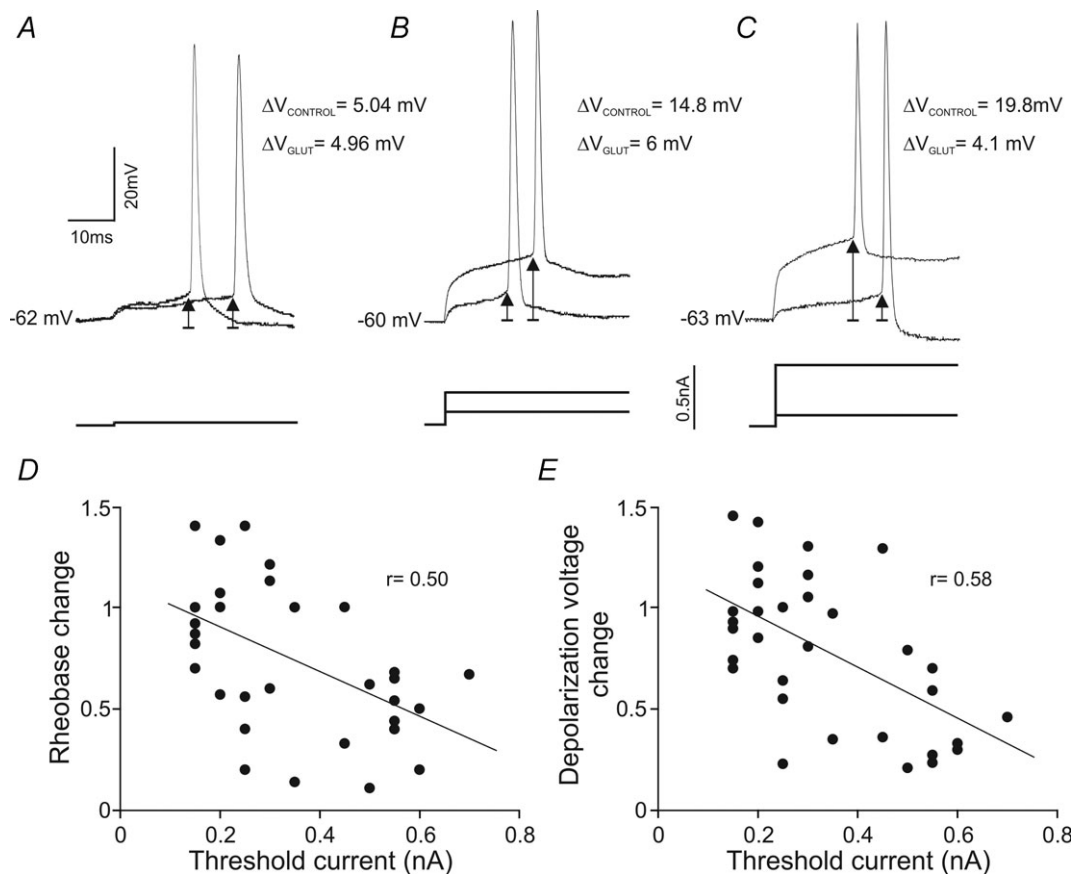 A
ΔVCONTROL= 5.04 mV
ΔVGLUT= 4.96 mV
20mV
10ms
-62 mV
B
ΔVCONTROL= 14.8 mV
ΔVGLUT= 6 mV
-60 mV
C
ΔVCONTROL= 19.8mV
ΔVGLUT= 4.1 mV
-63 mV
0.5nA
D
Rheobase change
1.5
1
0.5
0
r= 0.50
0 0.2 0.4 0.6 0.8
Threshold current (nA)
E
Depolarization voltage
change
1.5
1
0.5
0
r= 0.58
0 0.2 0.4 0.6 0.8
Threshold current (nA)